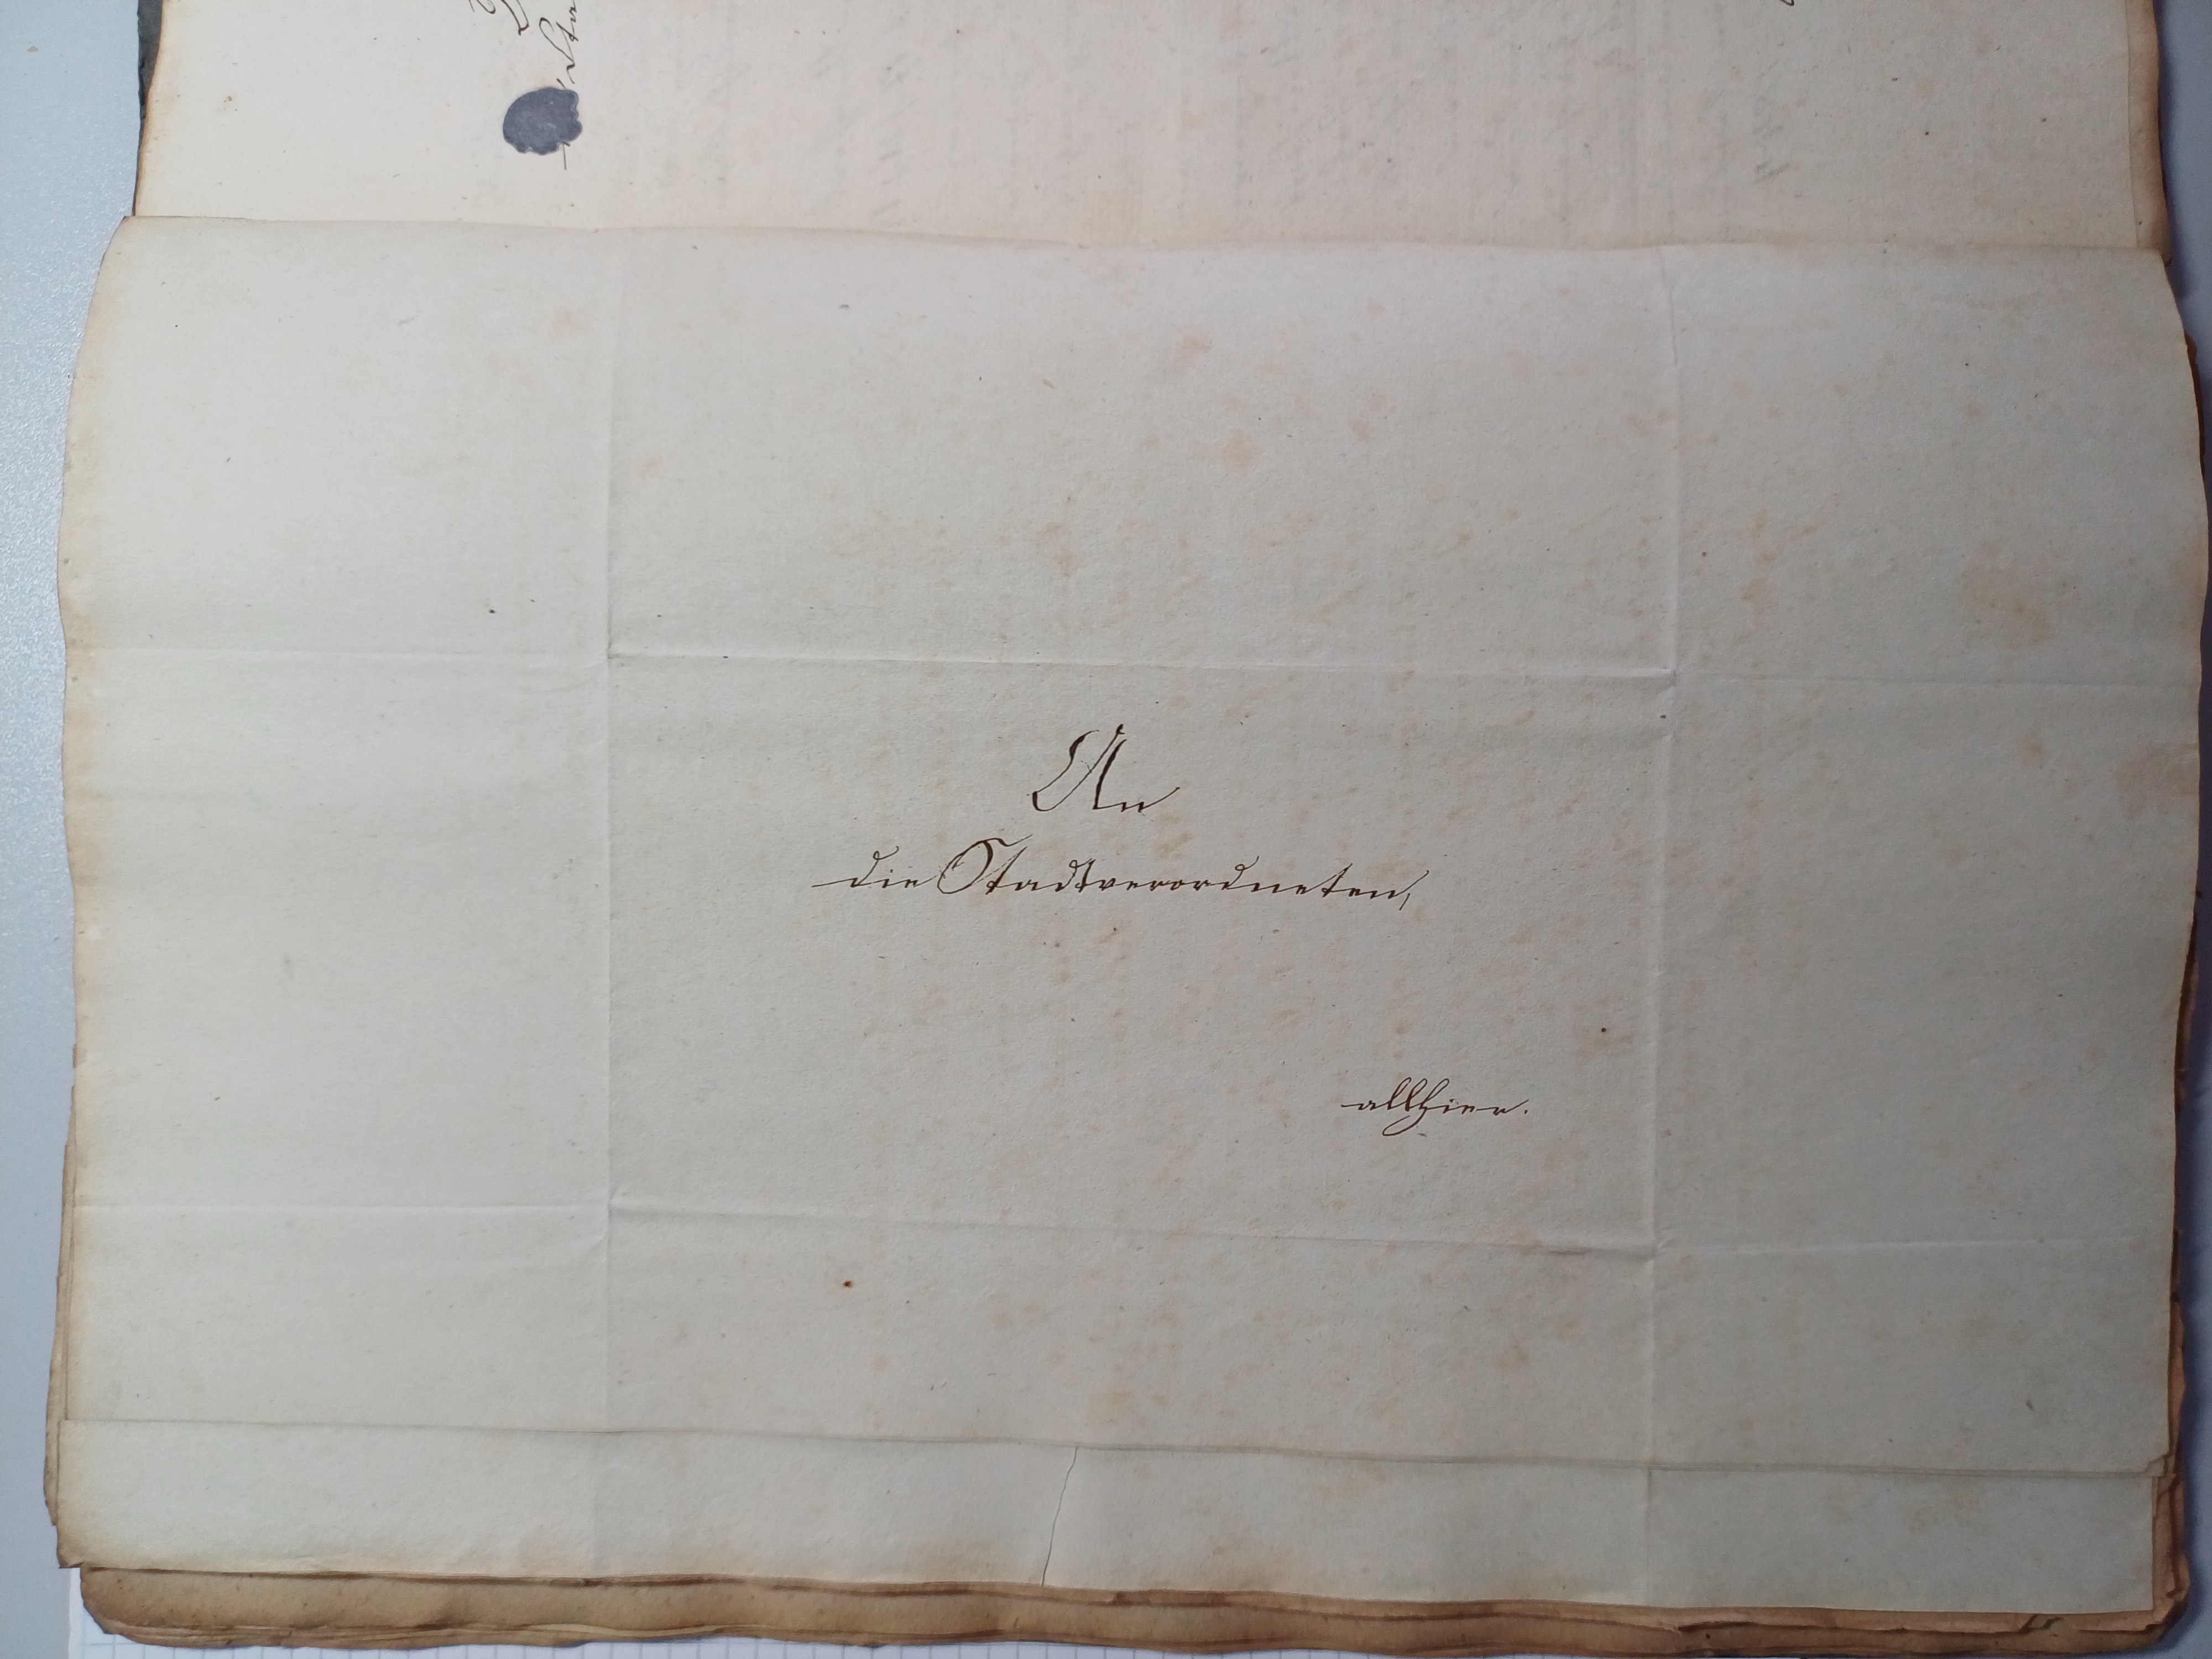 An
die Stadtverordneten,
allhier.